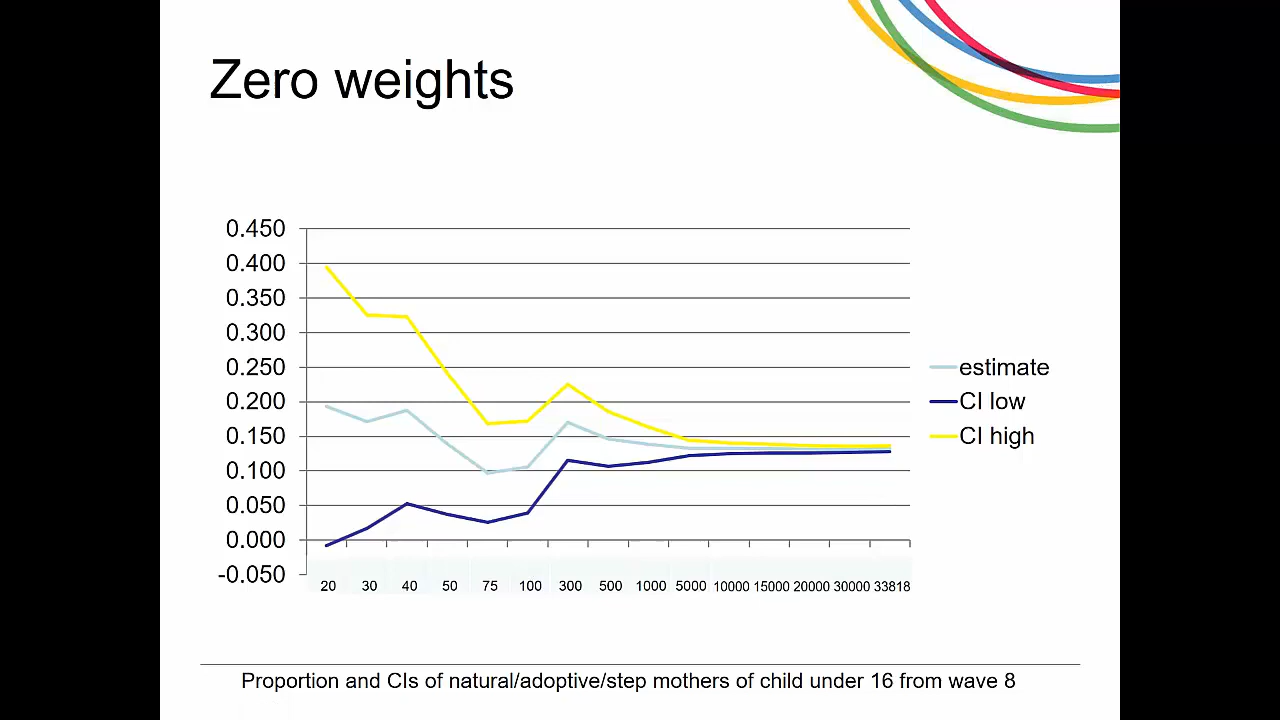 Zero weights
0.450
0.400
0.350
0.300
0.250
0.200
0.150
0.100
0.050
0.000
-0.050
20 30 40 50 75 100 300 500 1000 5000 10000 15000 20000 30000 33818
estimate
CI low
CI high
Proportion and CIs of natural/adoptive/step mothers of child under 16 from wave 8